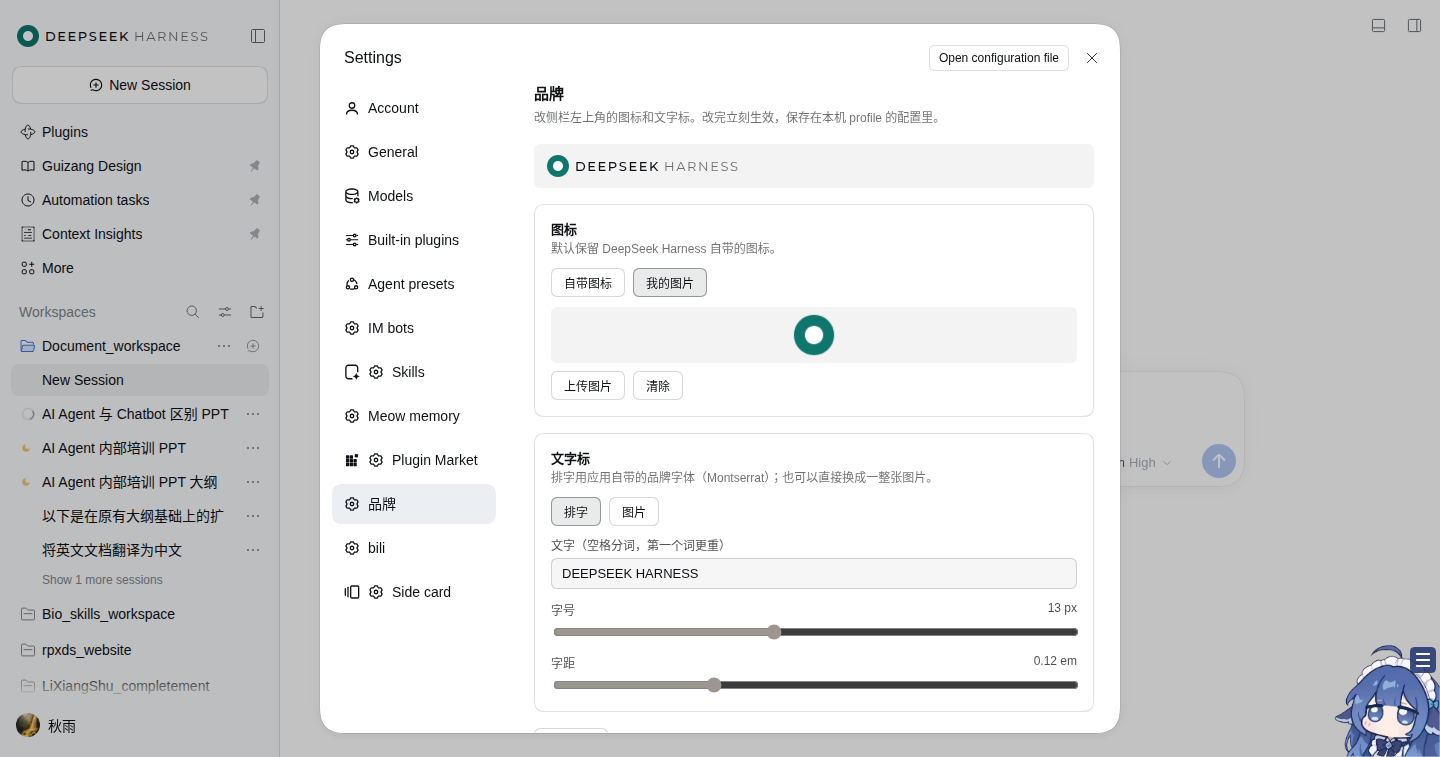 DEEPSEEK HARNESS
New Session
Plugins
Guizang Design
Automation tasks
Context Insights
More
Workspaces
Document_workspace
New Session
AI Agent 与 Chatbot 区别 PPT
AI Agent 内部培训 PPT
AI Agent 内部培训 PPT 大纲
以下是在原有大纲基础上的扩
将英文文档翻译为中文
Show 1 more sessions
Bio_skills_workspace
rpxds_website
LiXiangShu_completement
秋雨
Settings
Open configuration file
Account
General
Models
Built-in plugins
Agent presets
IM bots
Skills
Meow memory
Plugin Market
品牌
bili
Side card
品牌
改侧栏左上角的图标和文字标。改完立刻生效，保存在本机 profile 的配置里。
DEEPSEEK HARNESS
图标
默认保留 DeepSeek Harness 自带的图标。
自带图标
我的图片
上传图片
清除
文字标
排字用应用自带的品牌字体（Montserrat）；也可以直接换成一整张图片。
排字
图片
文字（空格分词，第一个词更重）
DEEPSEEK HARNESS
字号
13 px
字距
0.12 em
High